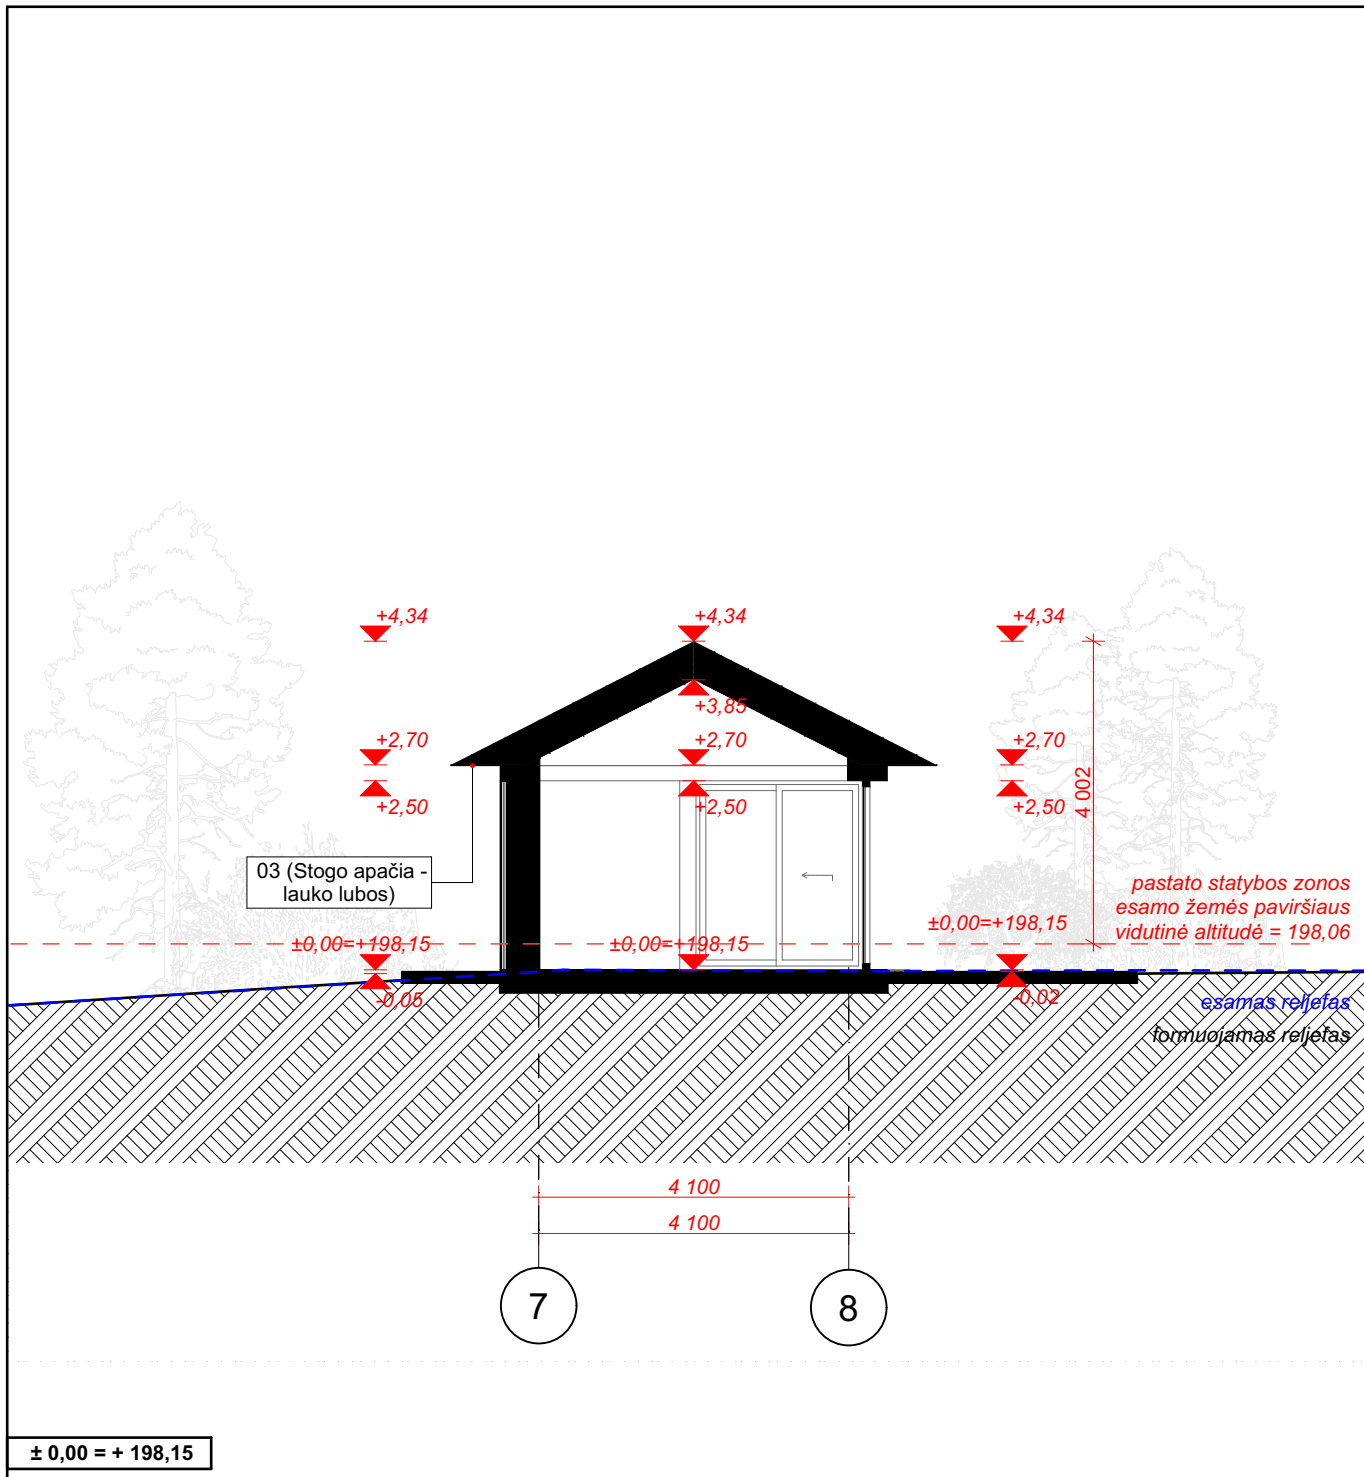 +4,34
+4,34
+4,34
+3,85
+2,70
+2,70
+2,70
+2,50
+2,50
+2,50
4 002
03 (Stogo apačia -
lauko lubos)
pastato statybos zonos
esamo žemės paviršiaus
vidutinė altitudė = 198,06
±0,00=+198,15
±0,00=+198,15
±0,00=+198,15
-0,05
-0,02
esamas reljefas
formuojamas reljefas
4 100
4 100
7
8
± 0,00 = + 198,15